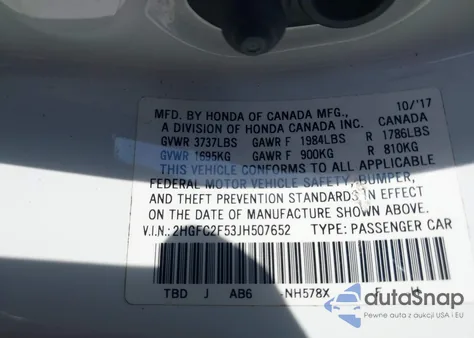 MFD. BY HONDA OF CANADA MFG., 10/'17
A DIVISION OF HONDA CANADA INC. CANADA
GVWR 3737LBS GAWR F 1984LBS R 1786LBS
GVWR 1695KG GAWR F 900KG R 810KG
THIS VEHICLE CONFORMS TO ALL APPLICABLE
FEDERAL MOTOR VEHICLE SAFETY, BUMPER,
AND THEFT PREVENTION STANDARDS IN EFFECT
ON THE DATE OF MANUFACTURE SHOWN ABOVE.
V.I.N.: 2HGFC2F53JH507652 TYPE: PASSENGER CAR
TBD J AB6 NH578X
dutaSnap
Pewne auta z aukcji USA i EU